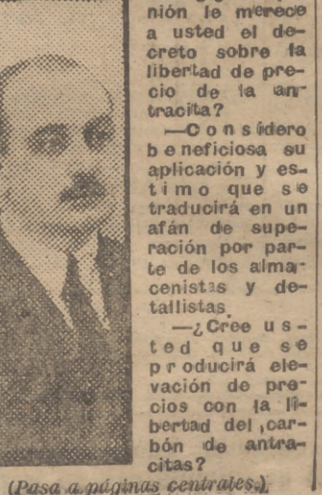 nión le merece
a usted el de-
creto sobre la
libertad de pre-
cio de la an-
tracita?
—Considero
beneficiosa su
aplicación y es-
timo que se
traducirá en un
afán de supe-
ración por par-
te de los alma-
cenistas y de-
tallistas.
—¿Cree us-
ted que se
producirá ele-
vación de pre-
cios con la li-
bertad del car-
bón de antra-
citas?
(Pasa a páginas centrales.)